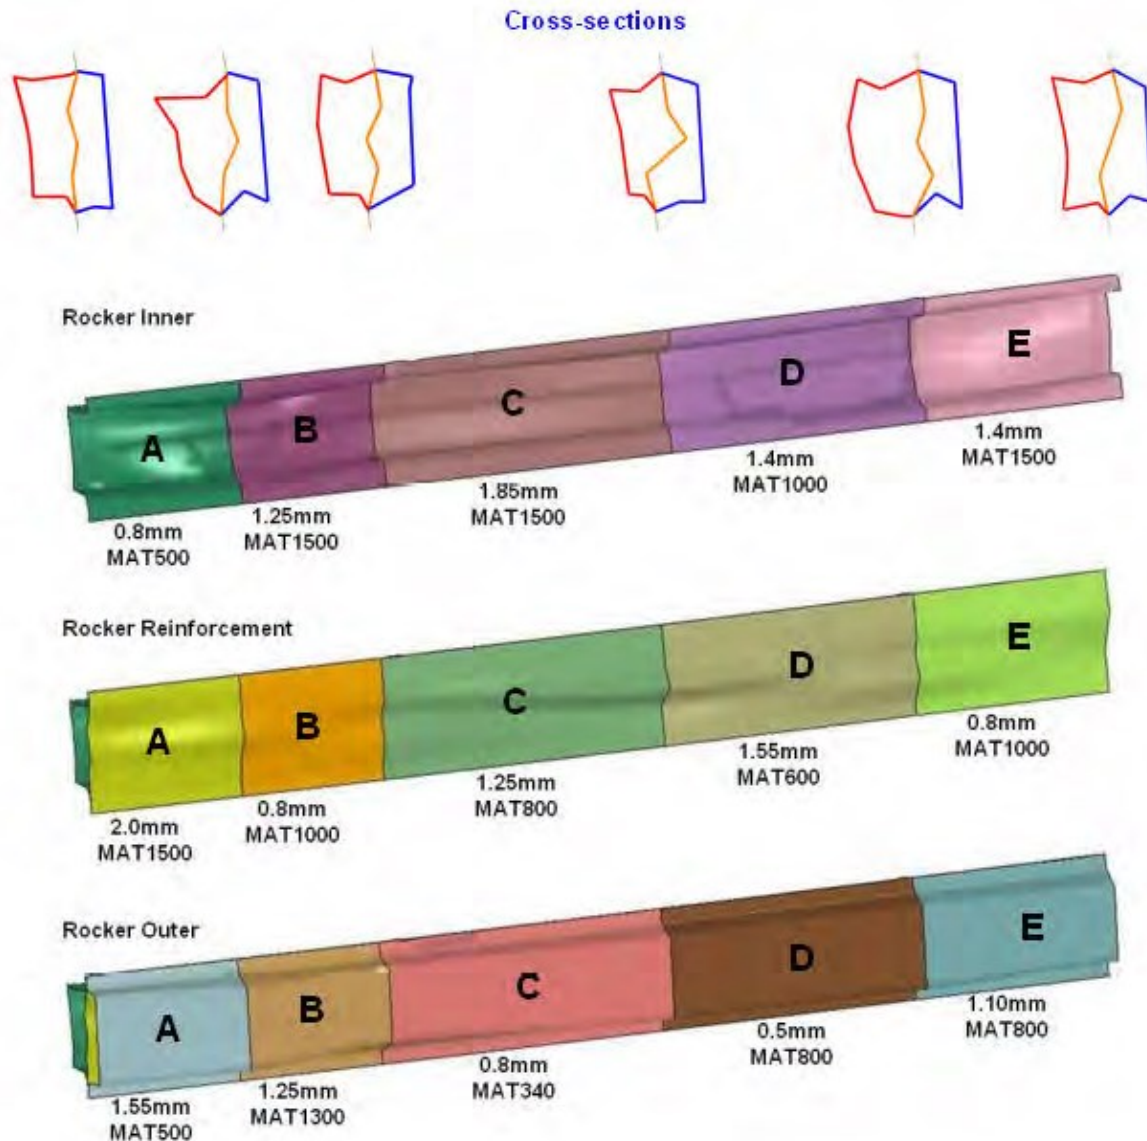 Cross-sections
Rocker Inner
A
B
C
D
E
0.8mm
MAT500
1.25mm
MAT1500
1.85mm
MAT1500
1.4mm
MAT1000
1.4mm
MAT1500
Rocker Reinforcement
A
B
C
D
E
2.0mm
MAT1500
0.8mm
MAT1000
1.25mm
MAT800
1.55mm
MAT600
0.8mm
MAT1000
Rocker Outer
A
B
C
D
E
1.55mm
MAT500
1.25mm
MAT1300
0.8mm
MAT340
0.5mm
MAT800
1.10mm
MAT800